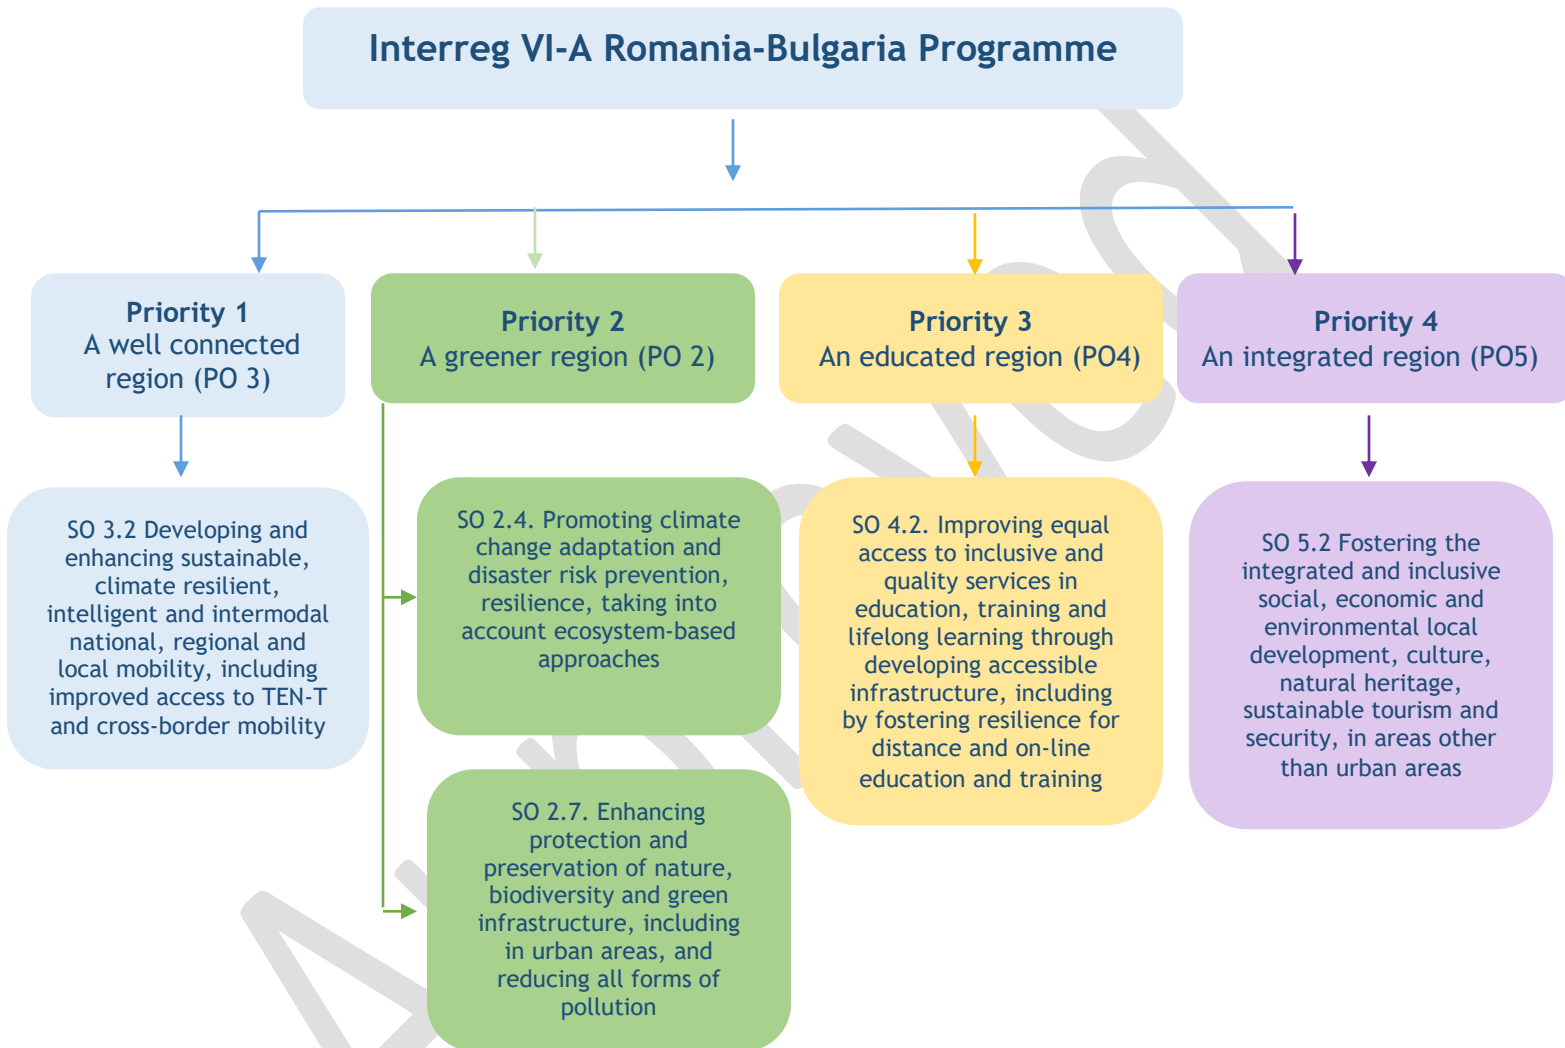 Interreg VI-A Romania-Bulgaria Programme
Priority 1
A well connected
region (PO 3)
Priority 2
A greener region (PO 2)
Priority 3
An educated region (PO4)
Priority 4
An integrated region (PO5)
SO 3.2 Developing and
enhancing sustainable,
climate resilient,
intelligent and intermodal
national, regional and
local mobility, including
improved access to TEN-T
and cross-border mobility
SO 2.4. Promoting climate
change adaptation and
disaster risk prevention,
resilience, taking into
account ecosystem-based
approaches
SO 2.7. Enhancing
protection and
preservation of nature,
biodiversity and green
infrastructure, including
in urban areas, and
reducing all forms of
pollution
SO 4.2. Improving equal
access to inclusive and
quality services in
education, training and
lifelong learning through
developing accessible
infrastructure, including
by fostering resilience for
distance and on-line
education and training
SO 5.2 Fostering the
integrated and inclusive
social, economic and
environmental local
development, culture,
natural heritage,
sustainable tourism and
security, in areas other
than urban areas